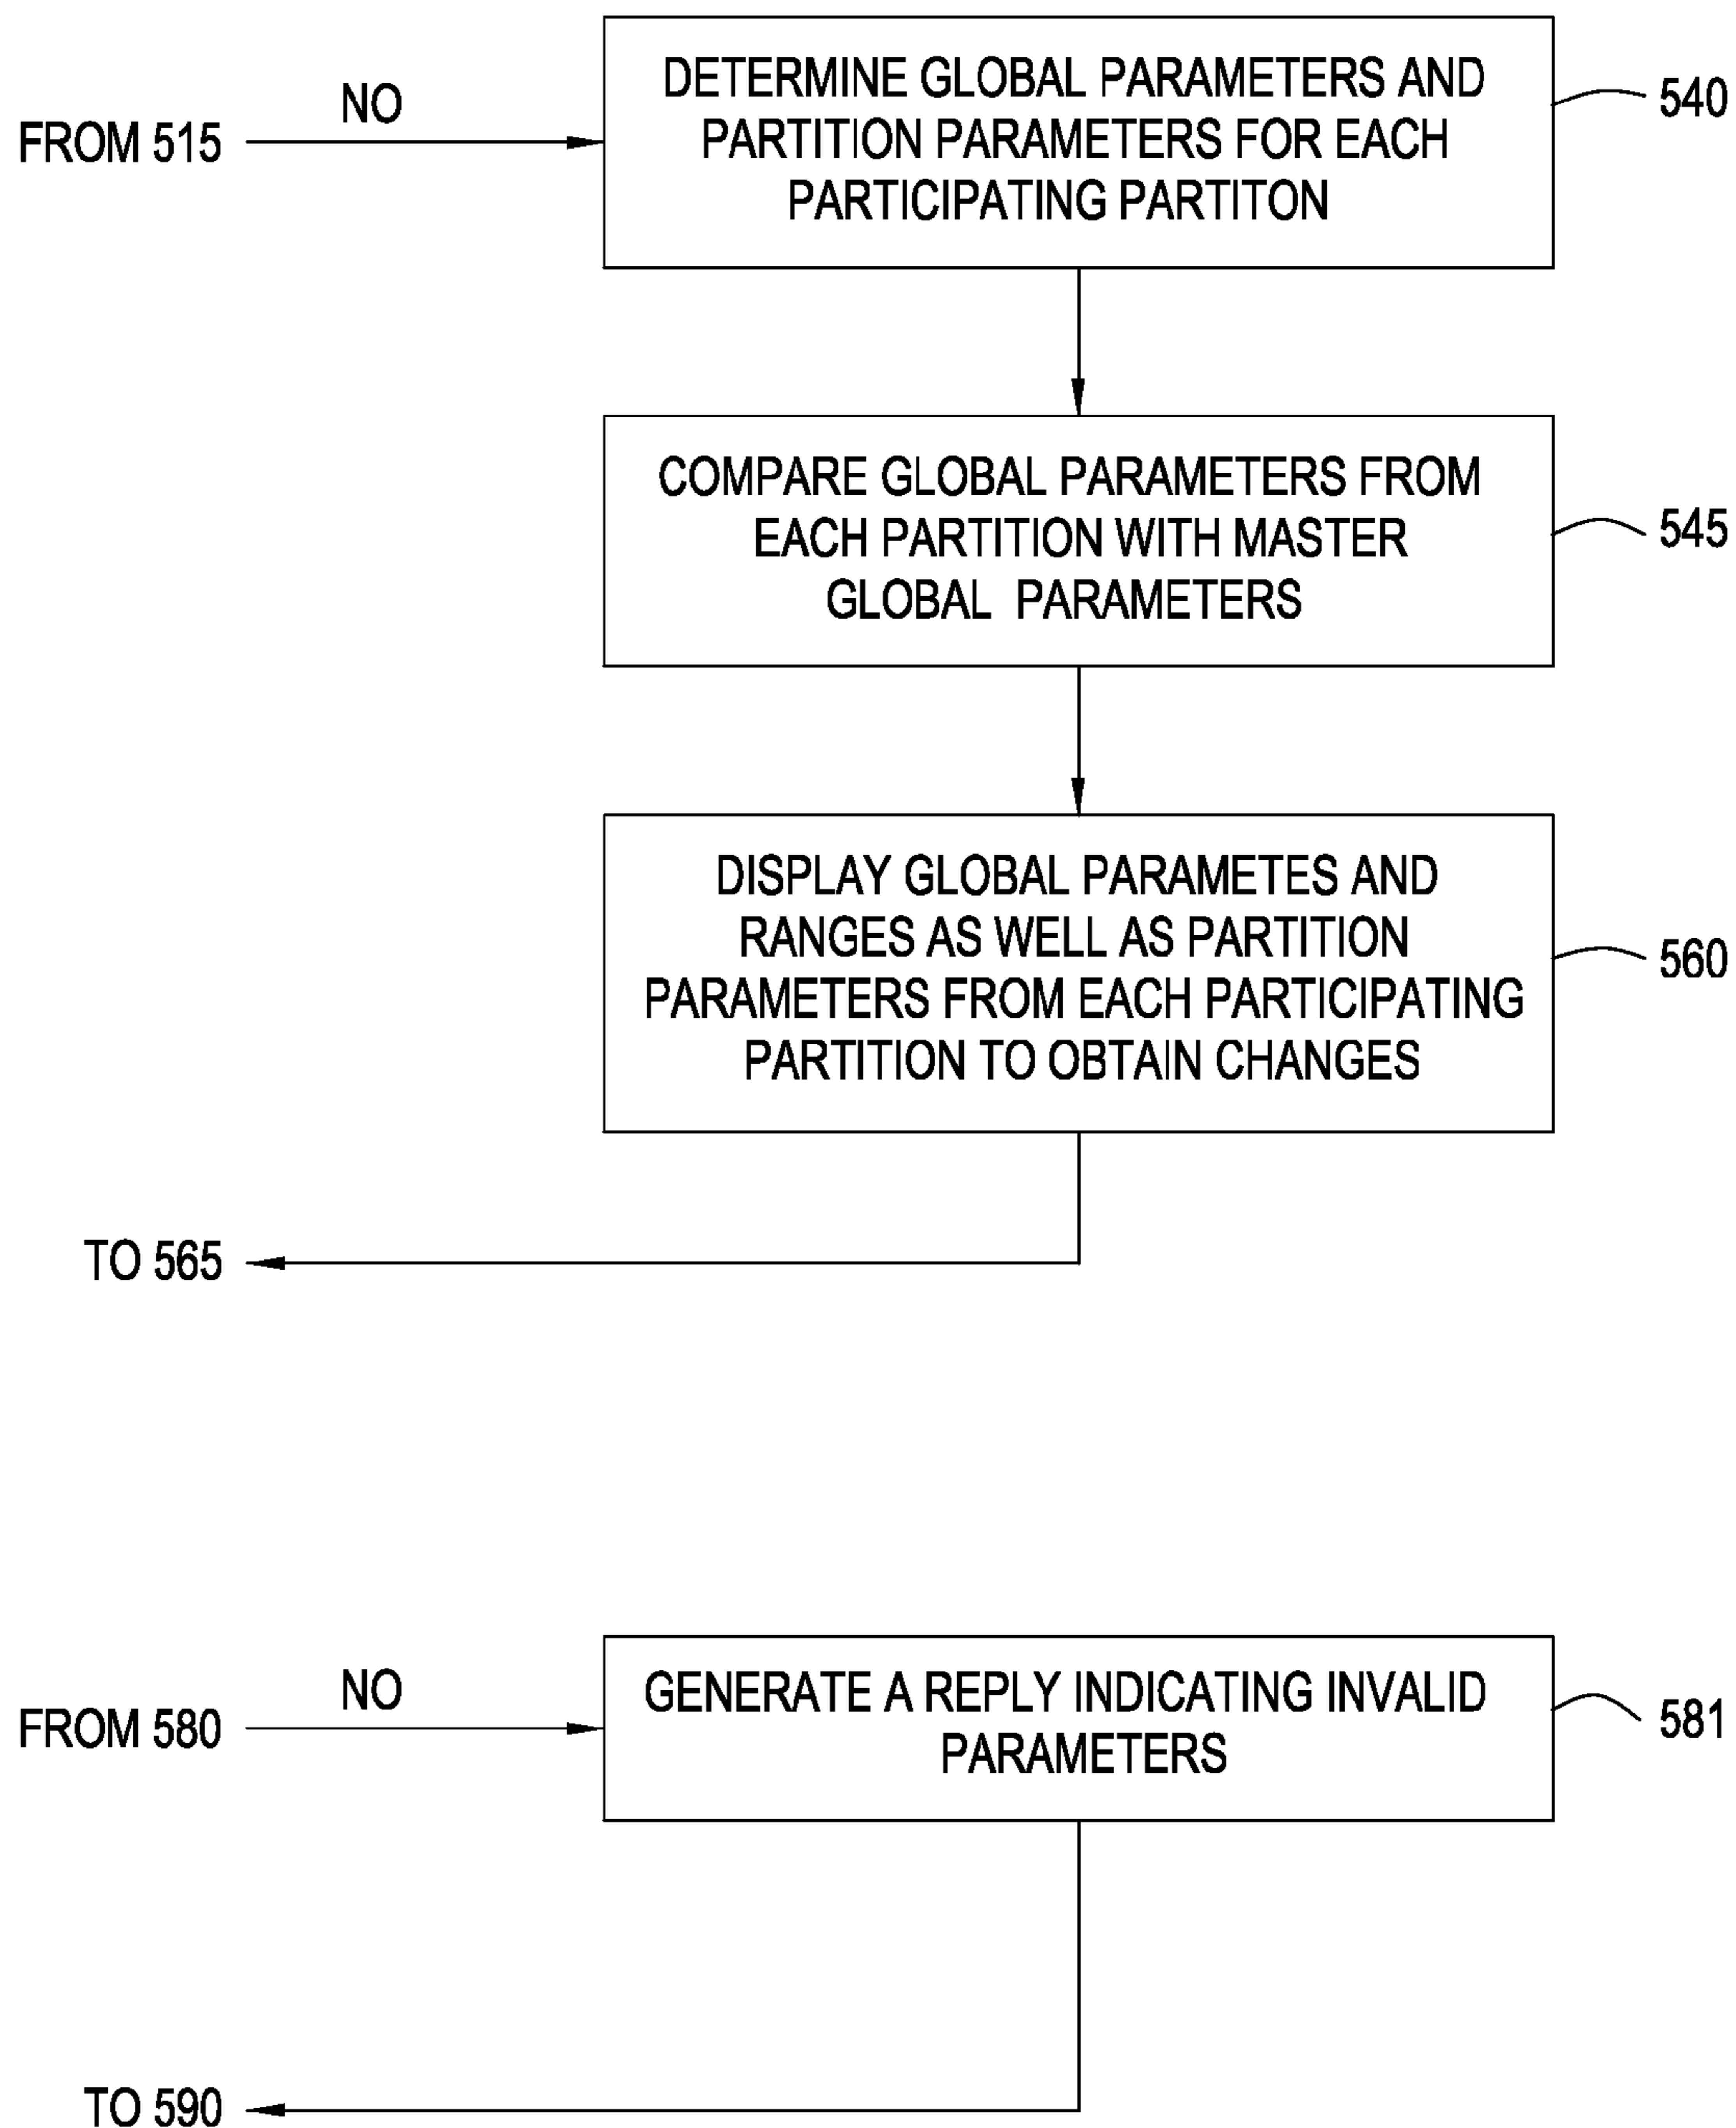 NO
FROM 515
DETERMINE GLOBAL PARAMETERS AND
PARTITION PARAMETERS FOR EACH
PARTICIPATING PARTITON
540
COMPARE GLOBAL PARAMETERS FROM
EACH PARTITION WITH MASTER
GLOBAL PARAMETERS
545
DISPLAY GLOBAL PARAMETES AND
RANGES AS WELL AS PARTITION
PARAMETERS FROM EACH PARTICIPATING
PARTITION TO OBTAIN CHANGES
560
TO 565
NO
FROM 580
GENERATE A REPLY INDICATING INVALID
PARAMETERS
581
TO 590